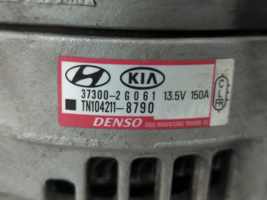 KIA
37300-2G061 13.5V 150A
TN104211-8790
DENSO